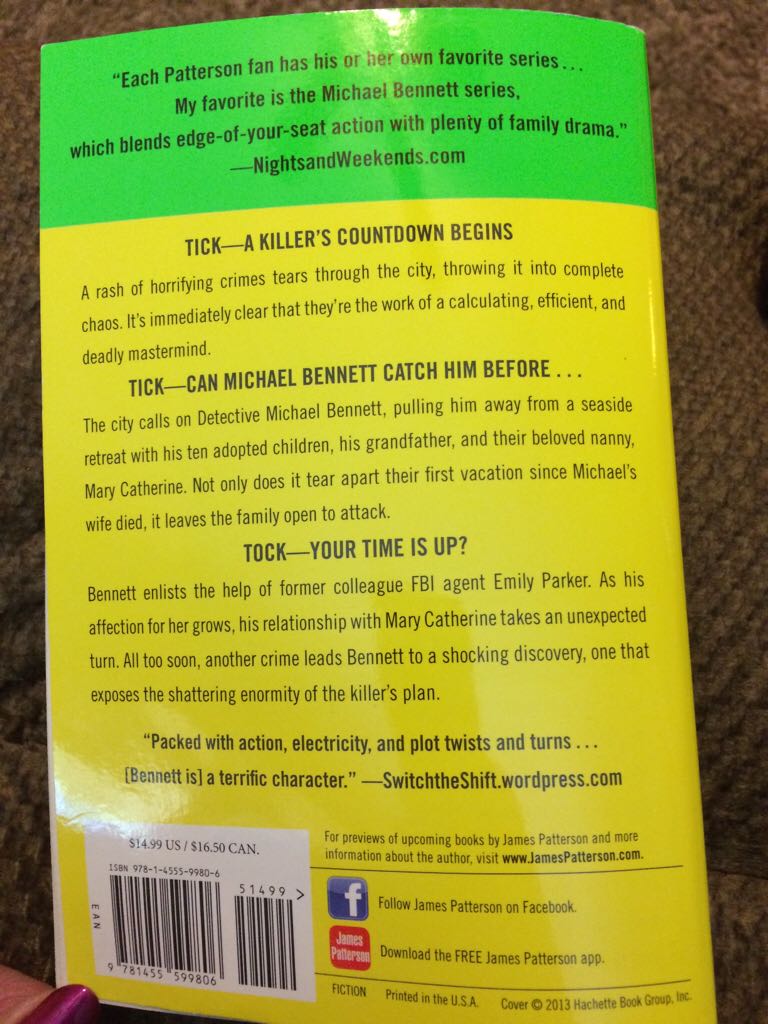 “Each Patterson fan has his or her own favorite series...
My favorite is the Michael Bennett series,
which blends edge-of-your-seat action with plenty of family drama.”
—NightsandWeekends.com
TICK—A KILLER'S COUNTDOWN BEGINS
A rash of horrifying crimes tears through the city, throwing it into complete
chaos. It's immediately clear that they're the work of a calculating, efficient, and
deadly mastermind.
TICK—CAN MICHAEL BENNETT CATCH HIM BEFORE...
The city calls on Detective Michael Bennett, pulling him away from a seaside
retreat with his ten adopted children, his grandfather, and their beloved nanny,
Mary Catherine. Not only does it tear apart their first vacation since Michael's
wife died, it leaves the family open to attack.
TOCK—YOUR TIME IS UP?
Bennett enlists the help of former colleague FBI agent Emily Parker. As his
affection for her grows, his relationship with Mary Catherine takes an unexpected
turn. All too soon, another crime leads Bennett to a shocking discovery, one that
exposes the shattering enormity of the killer's plan.
“Packed with action, electricity, and plot twists and turns...
[Bennett is] a terrific character.” —SwitchtheShift.wordpress.com
$14.99 US / $16.50 CAN.
ISBN 978-1-4555-9980-6
51499 >
EAN
9 781455 599806
For previews of upcoming books by James Patterson and more
information about the author, visit www.JamesPatterson.com.
f
Follow James Patterson on Facebook.
James
Patterson
Download the FREE James Patterson app.
FICTION Printed in the U.S.A. Cover © 2013 Hachette Book Group, Inc.